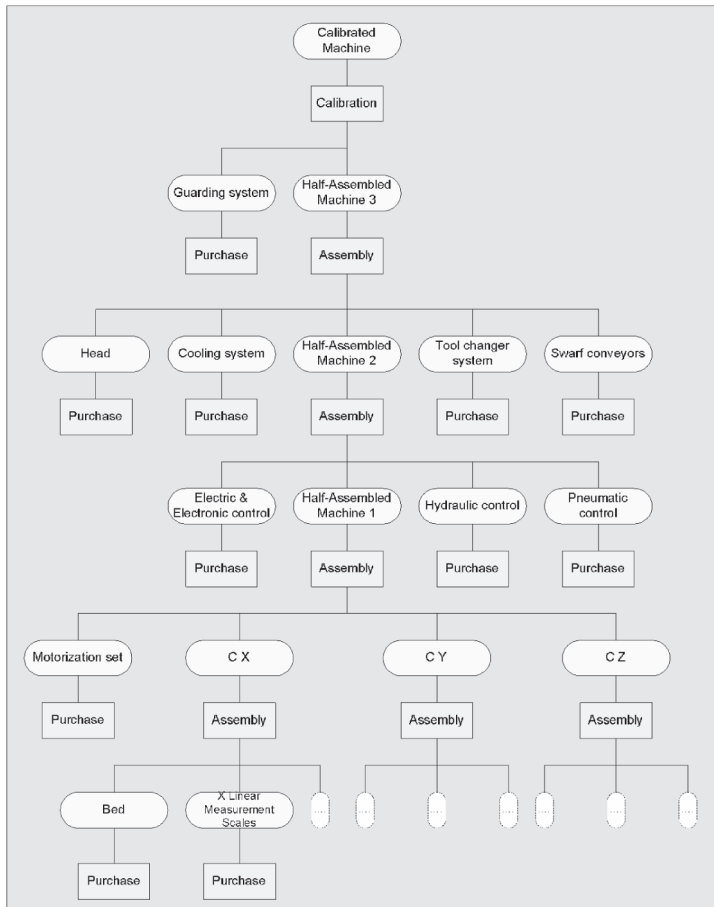 Calibrated
Machine
Calibration
Guarding system
Half-Assembled
Machine 3
Purchase
Assembly
Head
Cooling system
Half-Assembled
Machine 2
Tool changer
system
Swarf conveyors
Purchase
Purchase
Assembly
Purchase
Purchase
Electric &
Electronic control
Half-Assembled
Machine 1
Hydraulic control
Pneumatic
control
Purchase
Assembly
Purchase
Purchase
Motorization set
C X
C Y
C Z
Purchase
Assembly
Assembly
Assembly
Bed
X Linear
Measurement
Scales
...
...
...
...
...
...
...
Purchase
Purchase